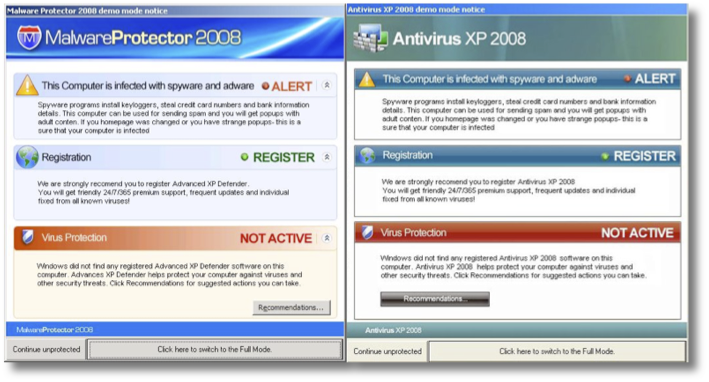 Malware Protector 2008 demo mode notice
MalwareProtector 2008
This Computer is infected with spyware and adware
ALERT
Spyware programs install keyloggers, steal credit card numbers and bank information
details. This computer can be used for sending spam and you will get popups with
adult conten. If you homepage was changed or you have strange popups- this is a
sure that your computer is infected
Registration
REGISTER
We are strongly recomend you to register Advanced XP Defender.
You will get friendly 24/7/365 premium support, frequent updates and individual
fixed from all known viruses!
Virus Protection
NOT ACTIVE
Windows did not find any registered Advanced XP Defender software on this
computer. Advances XP Defender helps protect your computer against viruses and
other security threats. Click Recommendations for suggested actions you can take.
Recommendations...
MalwareProtector 2008
Continue unprotected
Click here to switch to the Full Mode.
Antivirus XP 2008 demo mode notice
Antivirus XP 2008
This Computer is infected with spyware and adware
ALERT
Spyware programs install keyloggers, steal credit card numbers and bank information
details. This computer can be used for sending spam and you will get popups with
adult conten. If you homepage was changed or you have strange popups- this is a
sure that your computer is infected
Registration
REGISTER
We are strongly recomend you to register Antivirus XP 2008
You will get friendly 24/7/365 premium support, frequent updates and individual
fixed from all known viruses!
Virus Protection
NOT ACTIVE
Windows did not find any registered Antivirus XP 2008 software on this
computer. Antivirus XP 2008 helps protect your computer against viruses and
other security threats. Click Recommendations for suggested actions you can take.
Recommendations...
Antivirus XP 2008
Continue unprotected
Click here to switch to the Full Mode.